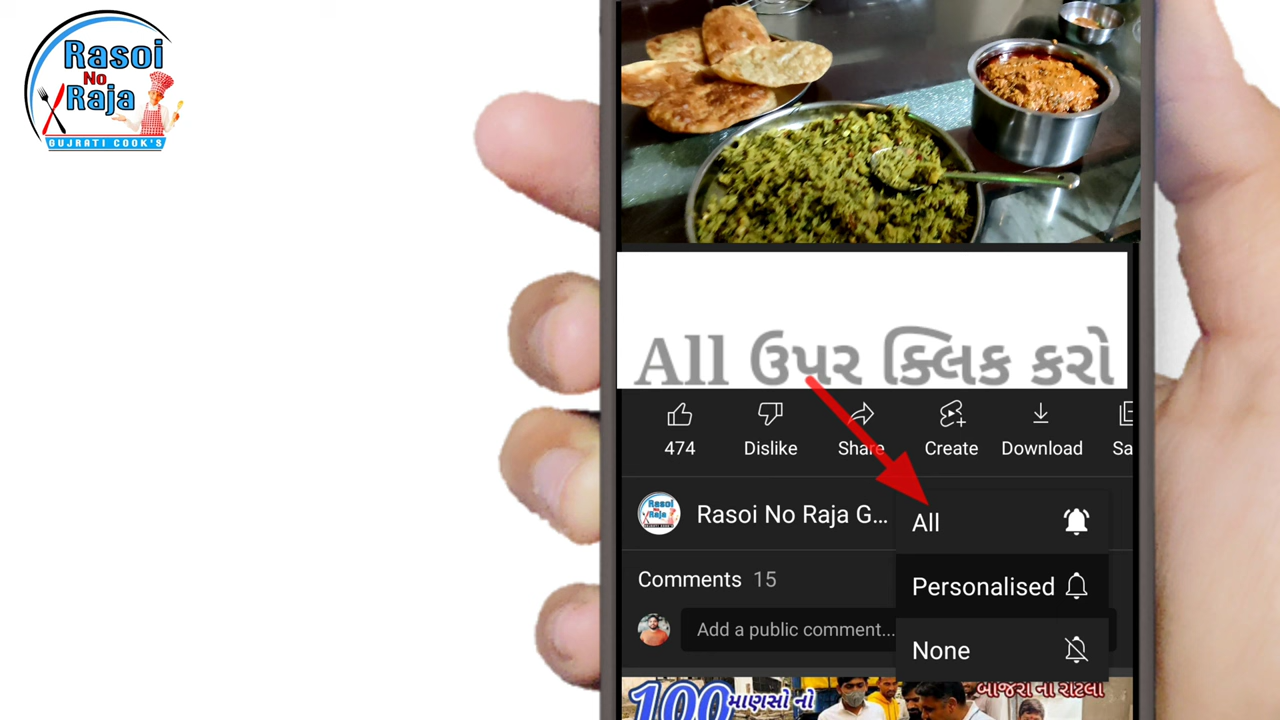 Rasoi
No
Raja
GUJRATI COOK'S
All ઉપર ક્લિક કરો
474 Dislike Share Create Download Sa
Rasoi No Raja G...
All
Comments 15
Personalised
Add a public comment...
None
100 માણસો નો
બાજરા ના રોટલા